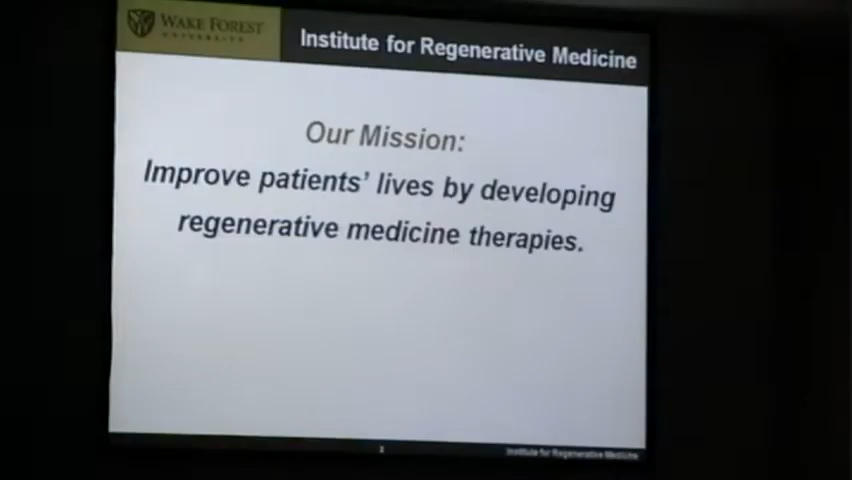 WAKE FOREST
UNIVERSITY
Institute for Regenerative Medicine
Our Mission:
Improve patients' lives by developing
regenerative medicine therapies.
Institute for Regenerative Medicine